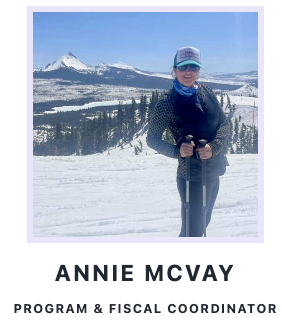 ANNIE MCVAY
PROGRAM & FISCAL COORDINATOR